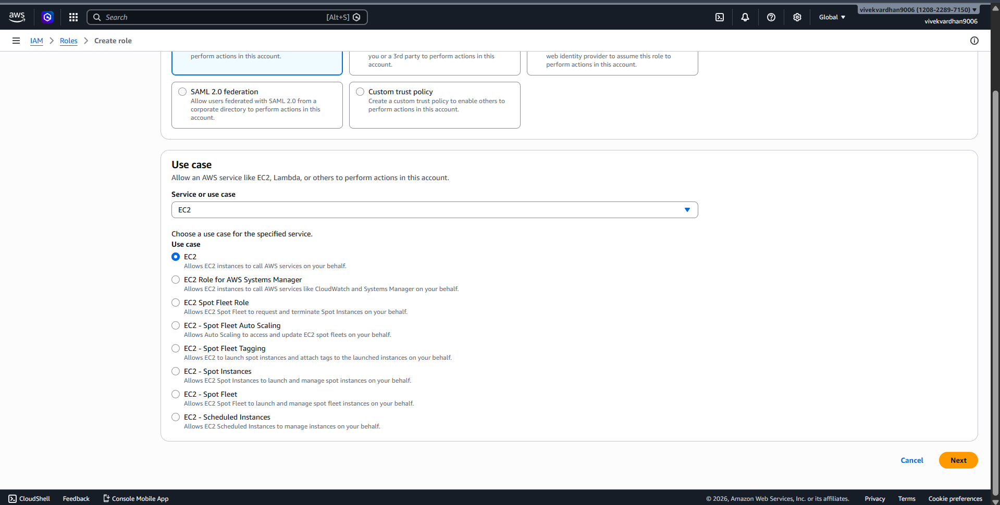 aws
Search
[Alt+S]
Global
vivekvardhan9006 (1208-2289-7150)
vivekvardhan9006
IAM
Roles
Create role
perform actions in this account.
you or a 3rd party to perform actions in this
account.
web identity provider to assume this role to
perform actions in this account.
SAML 2.0 federation
Allow users federated with SAML 2.0 from a
corporate directory to perform actions in this
account.
Custom trust policy
Create a custom trust policy to enable others to
perform actions in this account.
Use case
Allow an AWS service like EC2, Lambda, or others to perform actions in this account.
Service or use case
EC2
Choose a use case for the specified service.
Use case
EC2
Allows EC2 instances to call AWS services on your behalf.
EC2 Role for AWS Systems Manager
Allows EC2 instances to call AWS services like CloudWatch and Systems Manager on your behalf.
EC2 Spot Fleet Role
Allows EC2 Spot Fleet to request and terminate Spot Instances on your behalf.
EC2 - Spot Fleet Auto Scaling
Allows Auto Scaling to access and update EC2 spot fleets on your behalf.
EC2 - Spot Fleet Tagging
Allows EC2 to launch spot instances and attach tags to the launched instances on your behalf.
EC2 - Spot Instances
Allows EC2 Spot Instances to launch and manage spot instances on your behalf.
EC2 - Spot Fleet
Allows EC2 Spot Fleet to launch and manage spot fleet instances on your behalf.
EC2 - Scheduled Instances
Allows EC2 Scheduled Instances to manage instances on your behalf.
Cancel
Next
CloudShell
Feedback
Console Mobile App
© 2026, Amazon Web Services, Inc. or its affiliates.
Privacy
Terms
Cookie preferences